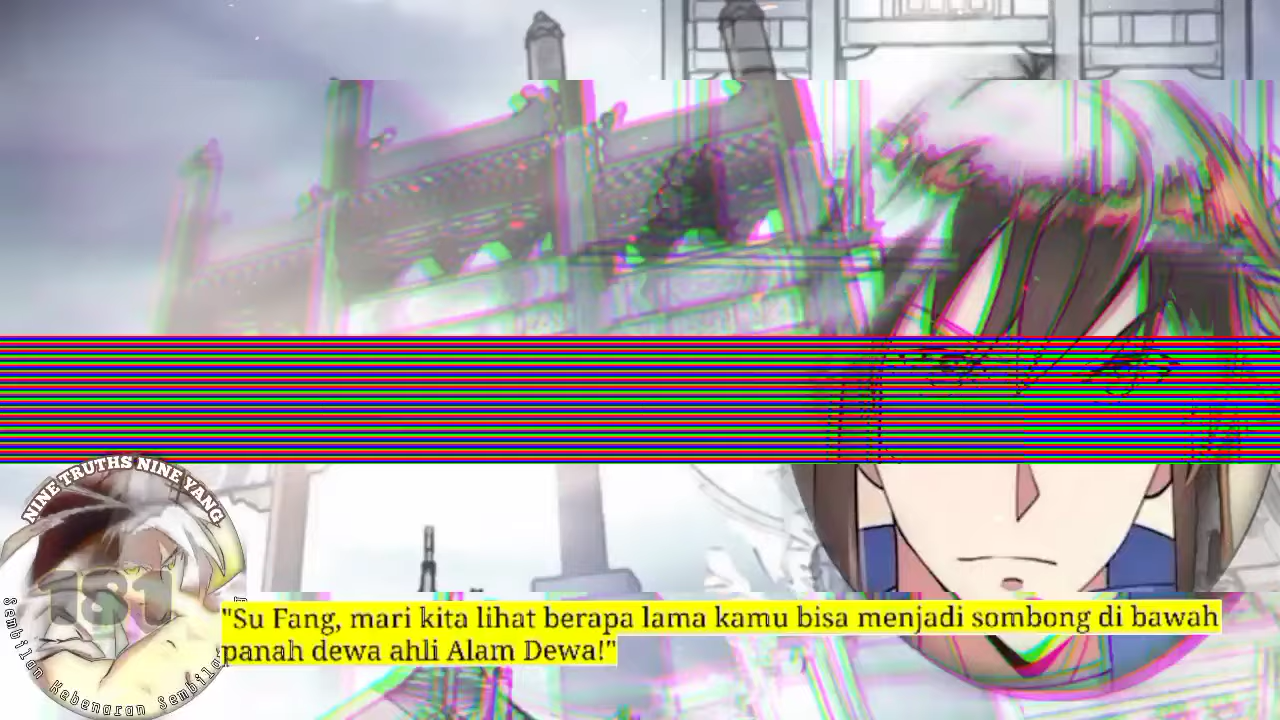 NINE TRUTHS NINE YANG
181
"Su Fang, mari kita lihat berapa lama kamu bisa menjadi sombong di bawah
panah dewa ahli Alam Dewa!"
Sembilan Kebenaran Sembilan